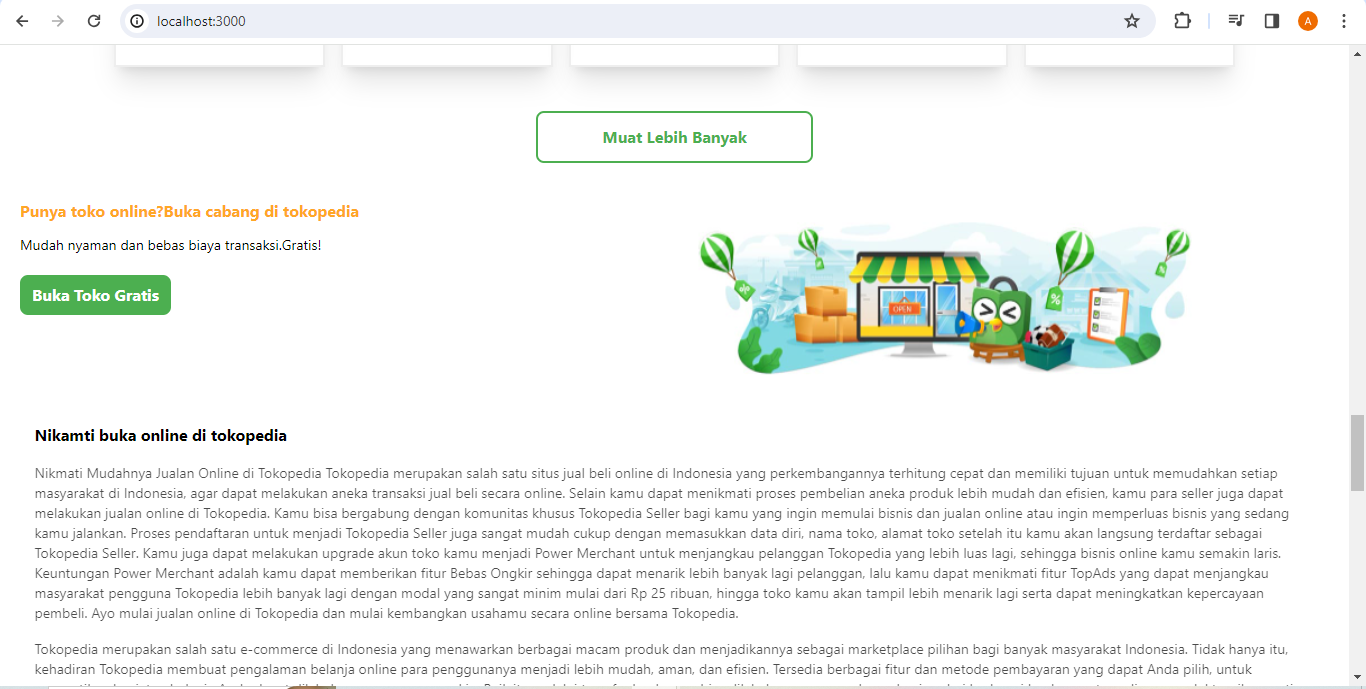 localhost:3000
A
Muat Lebih Banyak
Punya toko online?Buka cabang di tokopedia
Mudah nyaman dan bebas biaya transaksi.Gratis!
Buka Toko Gratis
OPEN
%
Nikamti buka online di tokopedia
Nikmati Mudahnya Jualan Online di Tokopedia Tokopedia merupakan salah satu situs jual beli online di Indonesia yang perkembangannya terhitung cepat dan memiliki tujuan untuk memudahkan setiap
masyarakat di Indonesia, agar dapat melakukan aneka transaksi jual beli secara online. Selain kamu dapat menikmati proses pembelian aneka produk lebih mudah dan efisien, kamu para seller juga dapat
melakukan jualan online di Tokopedia. Kamu bisa bergabung dengan komunitas khusus Tokopedia Seller bagi kamu yang ingin memulai bisnis dan jualan online atau ingin memperluas bisnis yang sedang
kamu jalankan. Proses pendaftaran untuk menjadi Tokopedia Seller juga sangat mudah cukup dengan memasukkan data diri, nama toko, alamat toko setelah itu kamu akan langsung terdaftar sebagai
Tokopedia Seller. Kamu juga dapat melakukan upgrade akun toko kamu menjadi Power Merchant untuk menjangkau pelanggan Tokopedia yang lebih luas lagi, sehingga bisnis online kamu semakin laris.
Keuntungan Power Merchant adalah kamu dapat memberikan fitur Bebas Ongkir sehingga dapat menarik lebih banyak lagi pelanggan, lalu kamu dapat menikmati fitur TopAds yang dapat menjangkau
masyarakat pengguna Tokopedia lebih banyak lagi dengan modal yang sangat minim mulai dari Rp 25 ribuan, hingga toko kamu akan tampil lebih menarik lagi serta dapat meningkatkan kepercayaan
pembeli. Ayo mulai jualan online di Tokopedia dan mulai kembangkan usahamu secara online bersama Tokopedia.
Tokopedia merupakan salah satu e-commerce di Indonesia yang menawarkan berbagai macam produk dan menjadikannya sebagai marketplace pilihan bagi banyak masyarakat Indonesia. Tidak hanya itu,
kehadiran Tokopedia membuat pengalaman belanja online para penggunanya menjadi lebih mudah, aman, dan efisien. Tersedia berbagai fitur dan metode pembayaran yang dapat Anda pilih, untuk